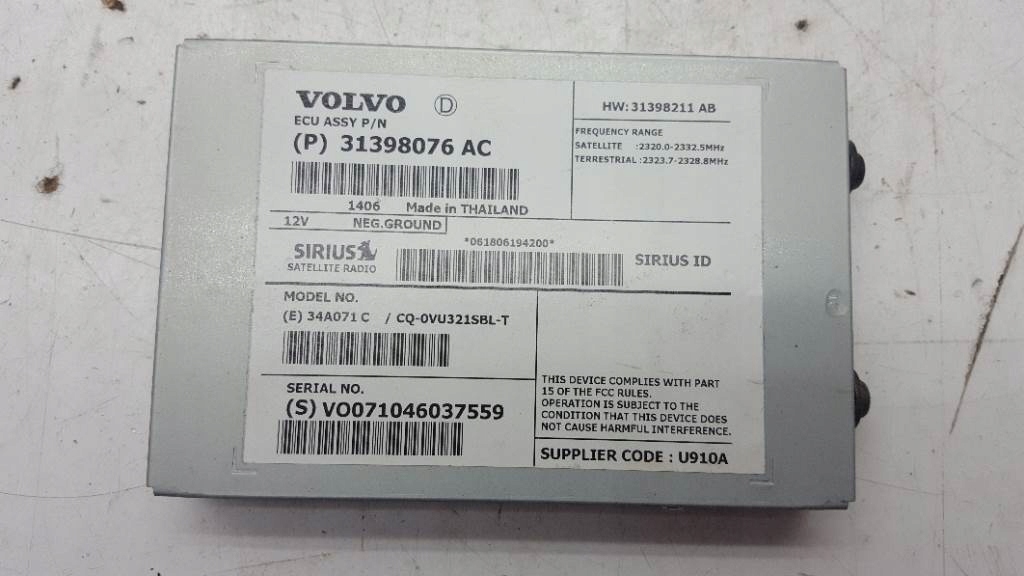 VOLVO D
ECU ASSY P/N
(P) 31398076 AC
1406 Made in THAILAND
HW: 31398211 AB
FREQUENCY RANGE
SATELLITE :2320.0-2332.5MHz
TERRESTRIAL :2323.7-2328.8MHz
12V NEG.GROUND
SIRIUS
SATELLITE RADIO
*061806194200*
SIRIUS ID
MODEL NO.
(E) 34A071 C / CQ-0VU321SBL-T
SERIAL NO.
(S) VO071046037559
THIS DEVICE COMPLIES WITH PART
15 OF THE FCC RULES.
OPERATION IS SUBJECT TO THE
CONDITION THAT THIS DEVICE DOES
NOT CAUSE HARMFUL INTERFERENCE.
SUPPLIER CODE : U910A